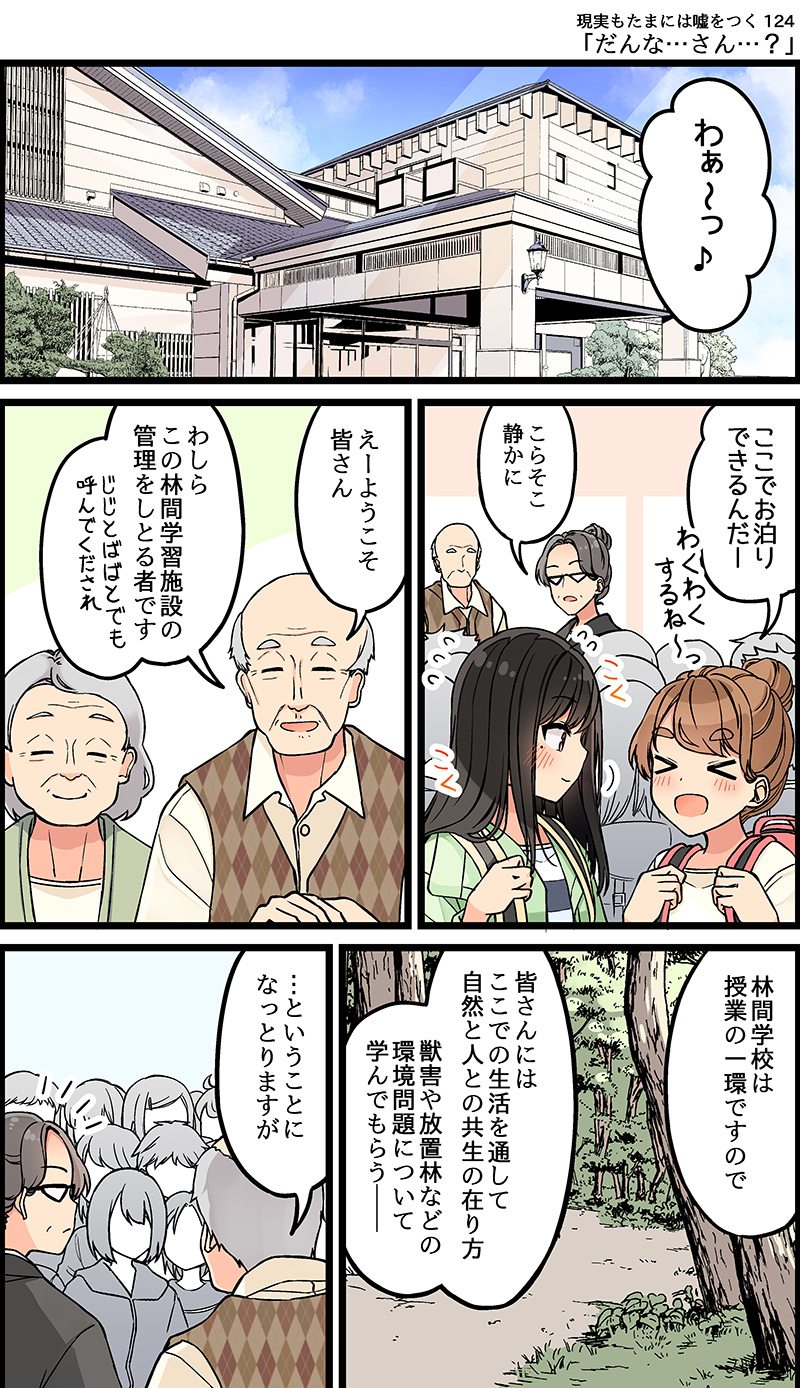 現実もたまには嘘をつく 124
「だんな…さん…?」
わぁ〜っ♪
ここでお泊り
できるんだー
わくわく
するね〜っ
こらそこ
静かに
えーようこそ
皆さん
わしら
この林間学習施設の
管理をしとる者です
じじとばばとでも
呼んでくだされ
林間学校は
授業の一環ですので
皆さんには
ここでの生活を通して
自然と人との共生の在り方
獣害や放置林などの
環境問題について
学んでもらう――
…ということに
なっとりますが